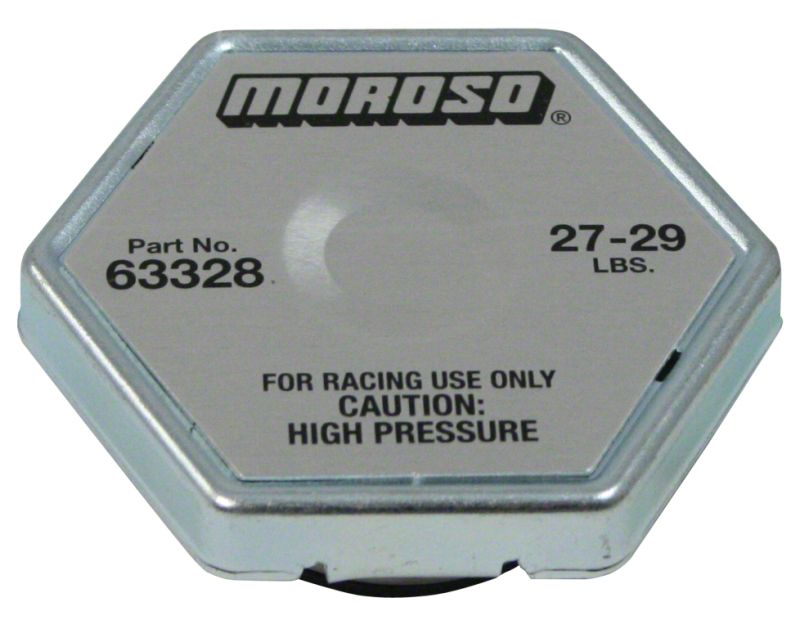 MOROSO®
Part No.
63328
27-29
LBS.
FOR RACING USE ONLY
CAUTION:
HIGH PRESSURE